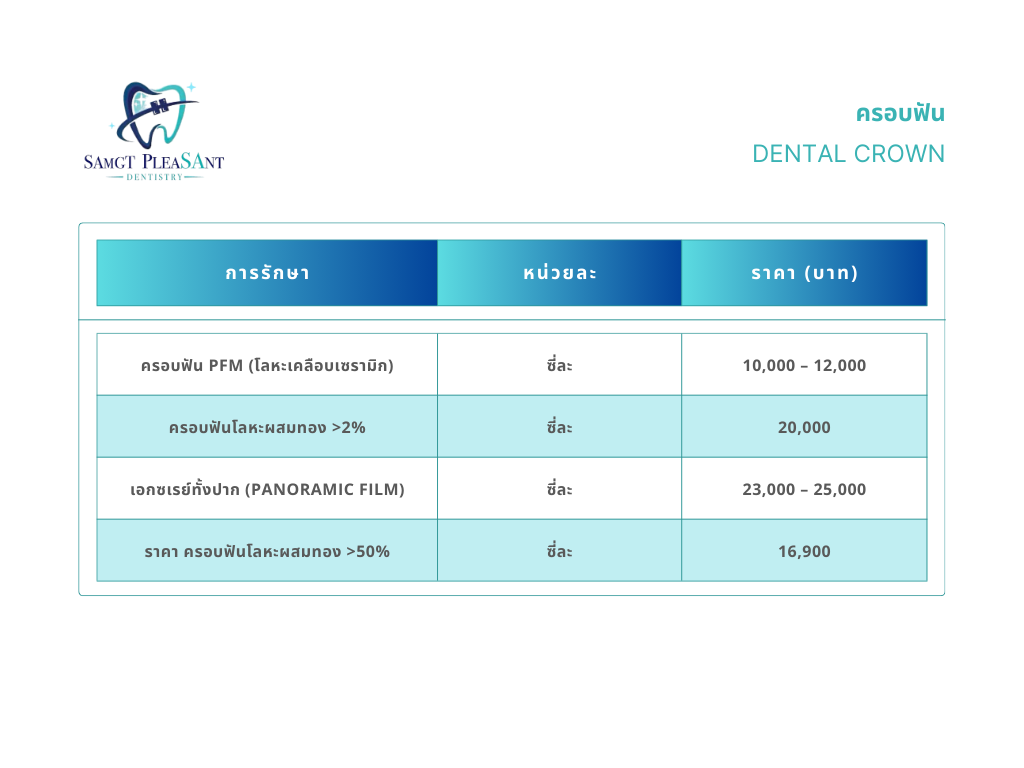 SAMGT PLEASANT
DENTISTRY
ครอบฟัน
DENTAL CROWN
การรักษา หน่วยละ ราคา (บาท)
ครอบฟัน PFM (โลหะเคลือบเซรามิก) ซี่ละ 10,000 – 12,000
ครอบฟันโลหะผสมทอง >2% ซี่ละ 20,000
เอกซเรย์ทั้งปาก (PANORAMIC FILM) ซี่ละ 23,000 – 25,000
ราคา ครอบฟันโลหะผสมทอง >50% ซี่ละ 16,900